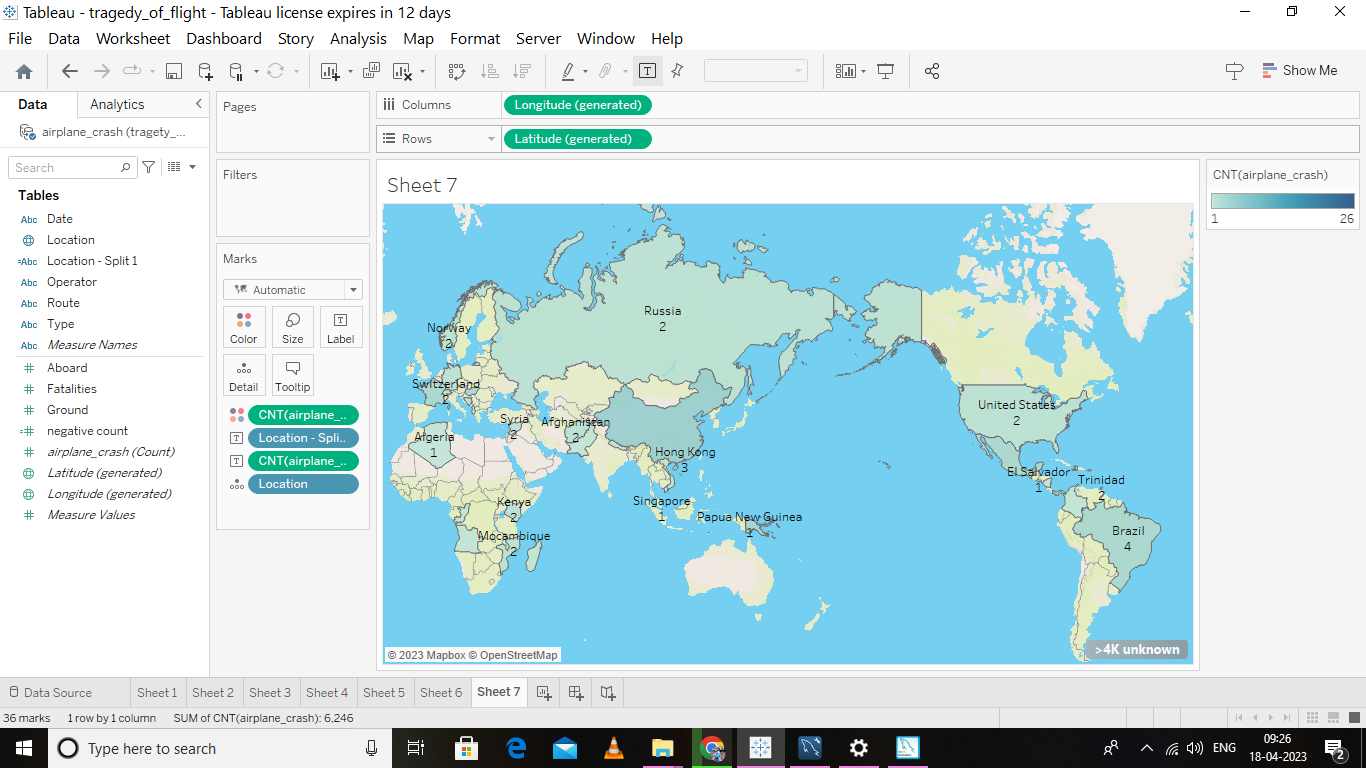 Tableau - tragedy_of_flight - Tableau license expires in 12 days
File Data Worksheet Dashboard Story Analysis Map Format Server Window Help
Show Me
Data Analytics
airplane_crash (tragety_...
Search
Tables
Abc Date
Location
=Abc Location - Split 1
Abc Operator
Abc Route
Abc Type
Abc Measure Names
Aboard
Fatalities
Ground
negative count
airplane_crash (Count)
Latitude (generated)
Longitude (generated)
Measure Values
Pages
Filters
Marks
Automatic
Color Size Label
Detail Tooltip
CNT(airplane_..
Location - Spli..
CNT(airplane_..
Location
Columns Longitude (generated)
Rows Latitude (generated)
Sheet 7
Russia
2
Norway
2
Switzerland
2
United States
2
Syria
2
Afghanistan
2
Algeria
1
Hong Kong
3
El Salvador
1
Trinidad
2
Kenya
2
Singapore
1
Papua New Guinea
1
Brazil
4
Mocambique
2
© 2023 Mapbox © OpenStreetMap
>4K unknown
CNT(airplane_crash)
1 26
Data Source Sheet 1 Sheet 2 Sheet 3 Sheet 4 Sheet 5 Sheet 6 Sheet 7
36 marks 1 row by 1 column SUM of CNT(airplane_crash): 6,246
Type here to search
ENG
09:26
18-04-2023
2